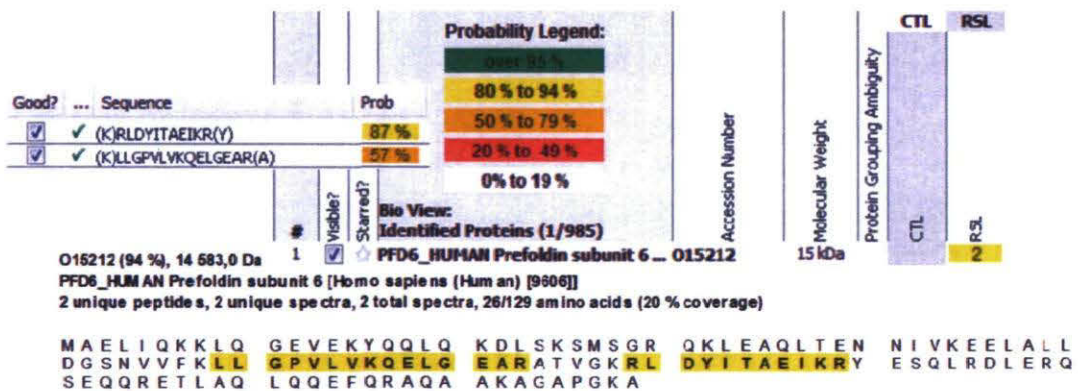 CTL RSL
Probability Legend:
over 95 %
80 % to 94 %
50 % to 79 %
20 % to 49 %
0% to 19 %
Good? ... Sequence Prob
(K)RLDYITAEIKR(Y) 87 %
(K)LLGPVLVKQELGEAR(A) 57 %
#
Visible?
Starred?
Bio View:
Identified Proteins (1/985)
Accession Number
Molecular Weight
Protein Grouping Ambiguity
CTL
RSL
O15212 (94 %), 14 583,0 Da
1 PFD6_HUMAN Prefoldin subunit 6 ... O15212 15 kDa 2
PFD6_HUMAN Prefoldin subunit 6 [Homo sapiens (Human) [9606]]
2 unique peptides, 2 unique spectra, 2 total spectra, 26/129 amino acids (20 % coverage)
MAELIQKKLQ GEVEKYQQLQ KDLSKSMSGR QKLEAQLTEN NIVKEELALL
DGSNVVFKLL GPVLVKQELG EARATVGKRL DYITAEIKRY ESQLRDLERQ
SEQQRETLAQ LQQEFQRAQA AKAGAPGKA